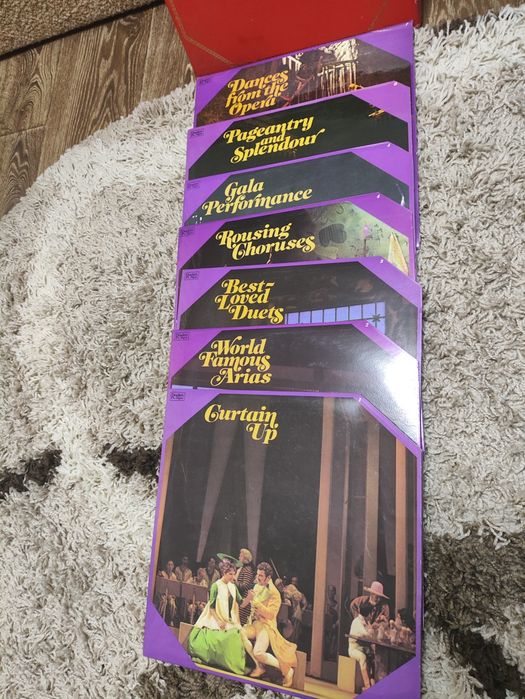 Dances
from the
Opera
Pageantry
and
Splendour
Gala
Performance
Rousing
Choruses
Best-
Loved
Duets
World
Famous
Arias
Curtain
Up